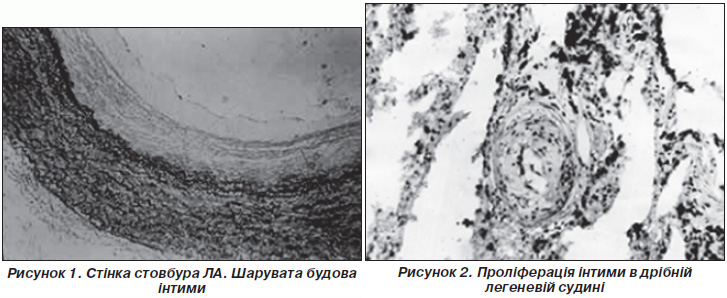 Рисунок 1. Стінка стовбура ЛА. Шарувата будова
інтими
Рисунок 2. Проліферація інтими в дрібній
легеневій судині